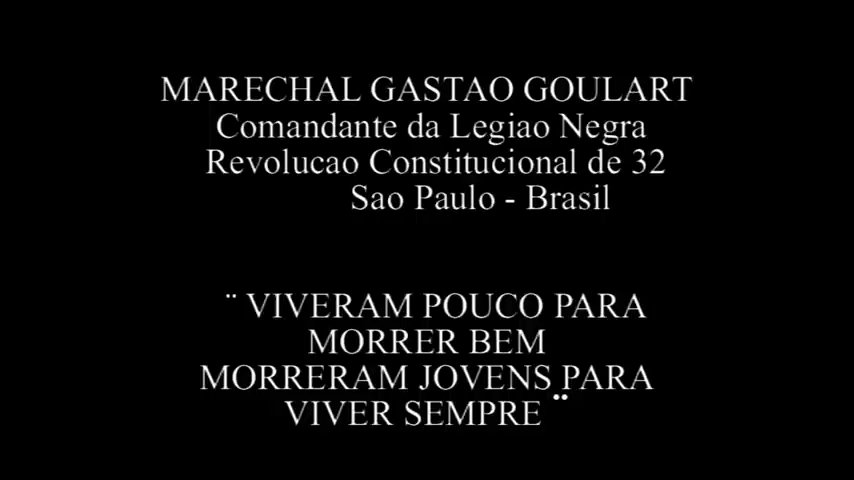 MARECHAL GASTAO GOULART
Comandante da Legiao Negra
Revolucao Constitucional de 32
Sao Paulo - Brasil
¨ VIVERAM POUCO PARA
MORRER BEM
MORRERAM JOVENS PARA
VIVER SEMPRE ¨